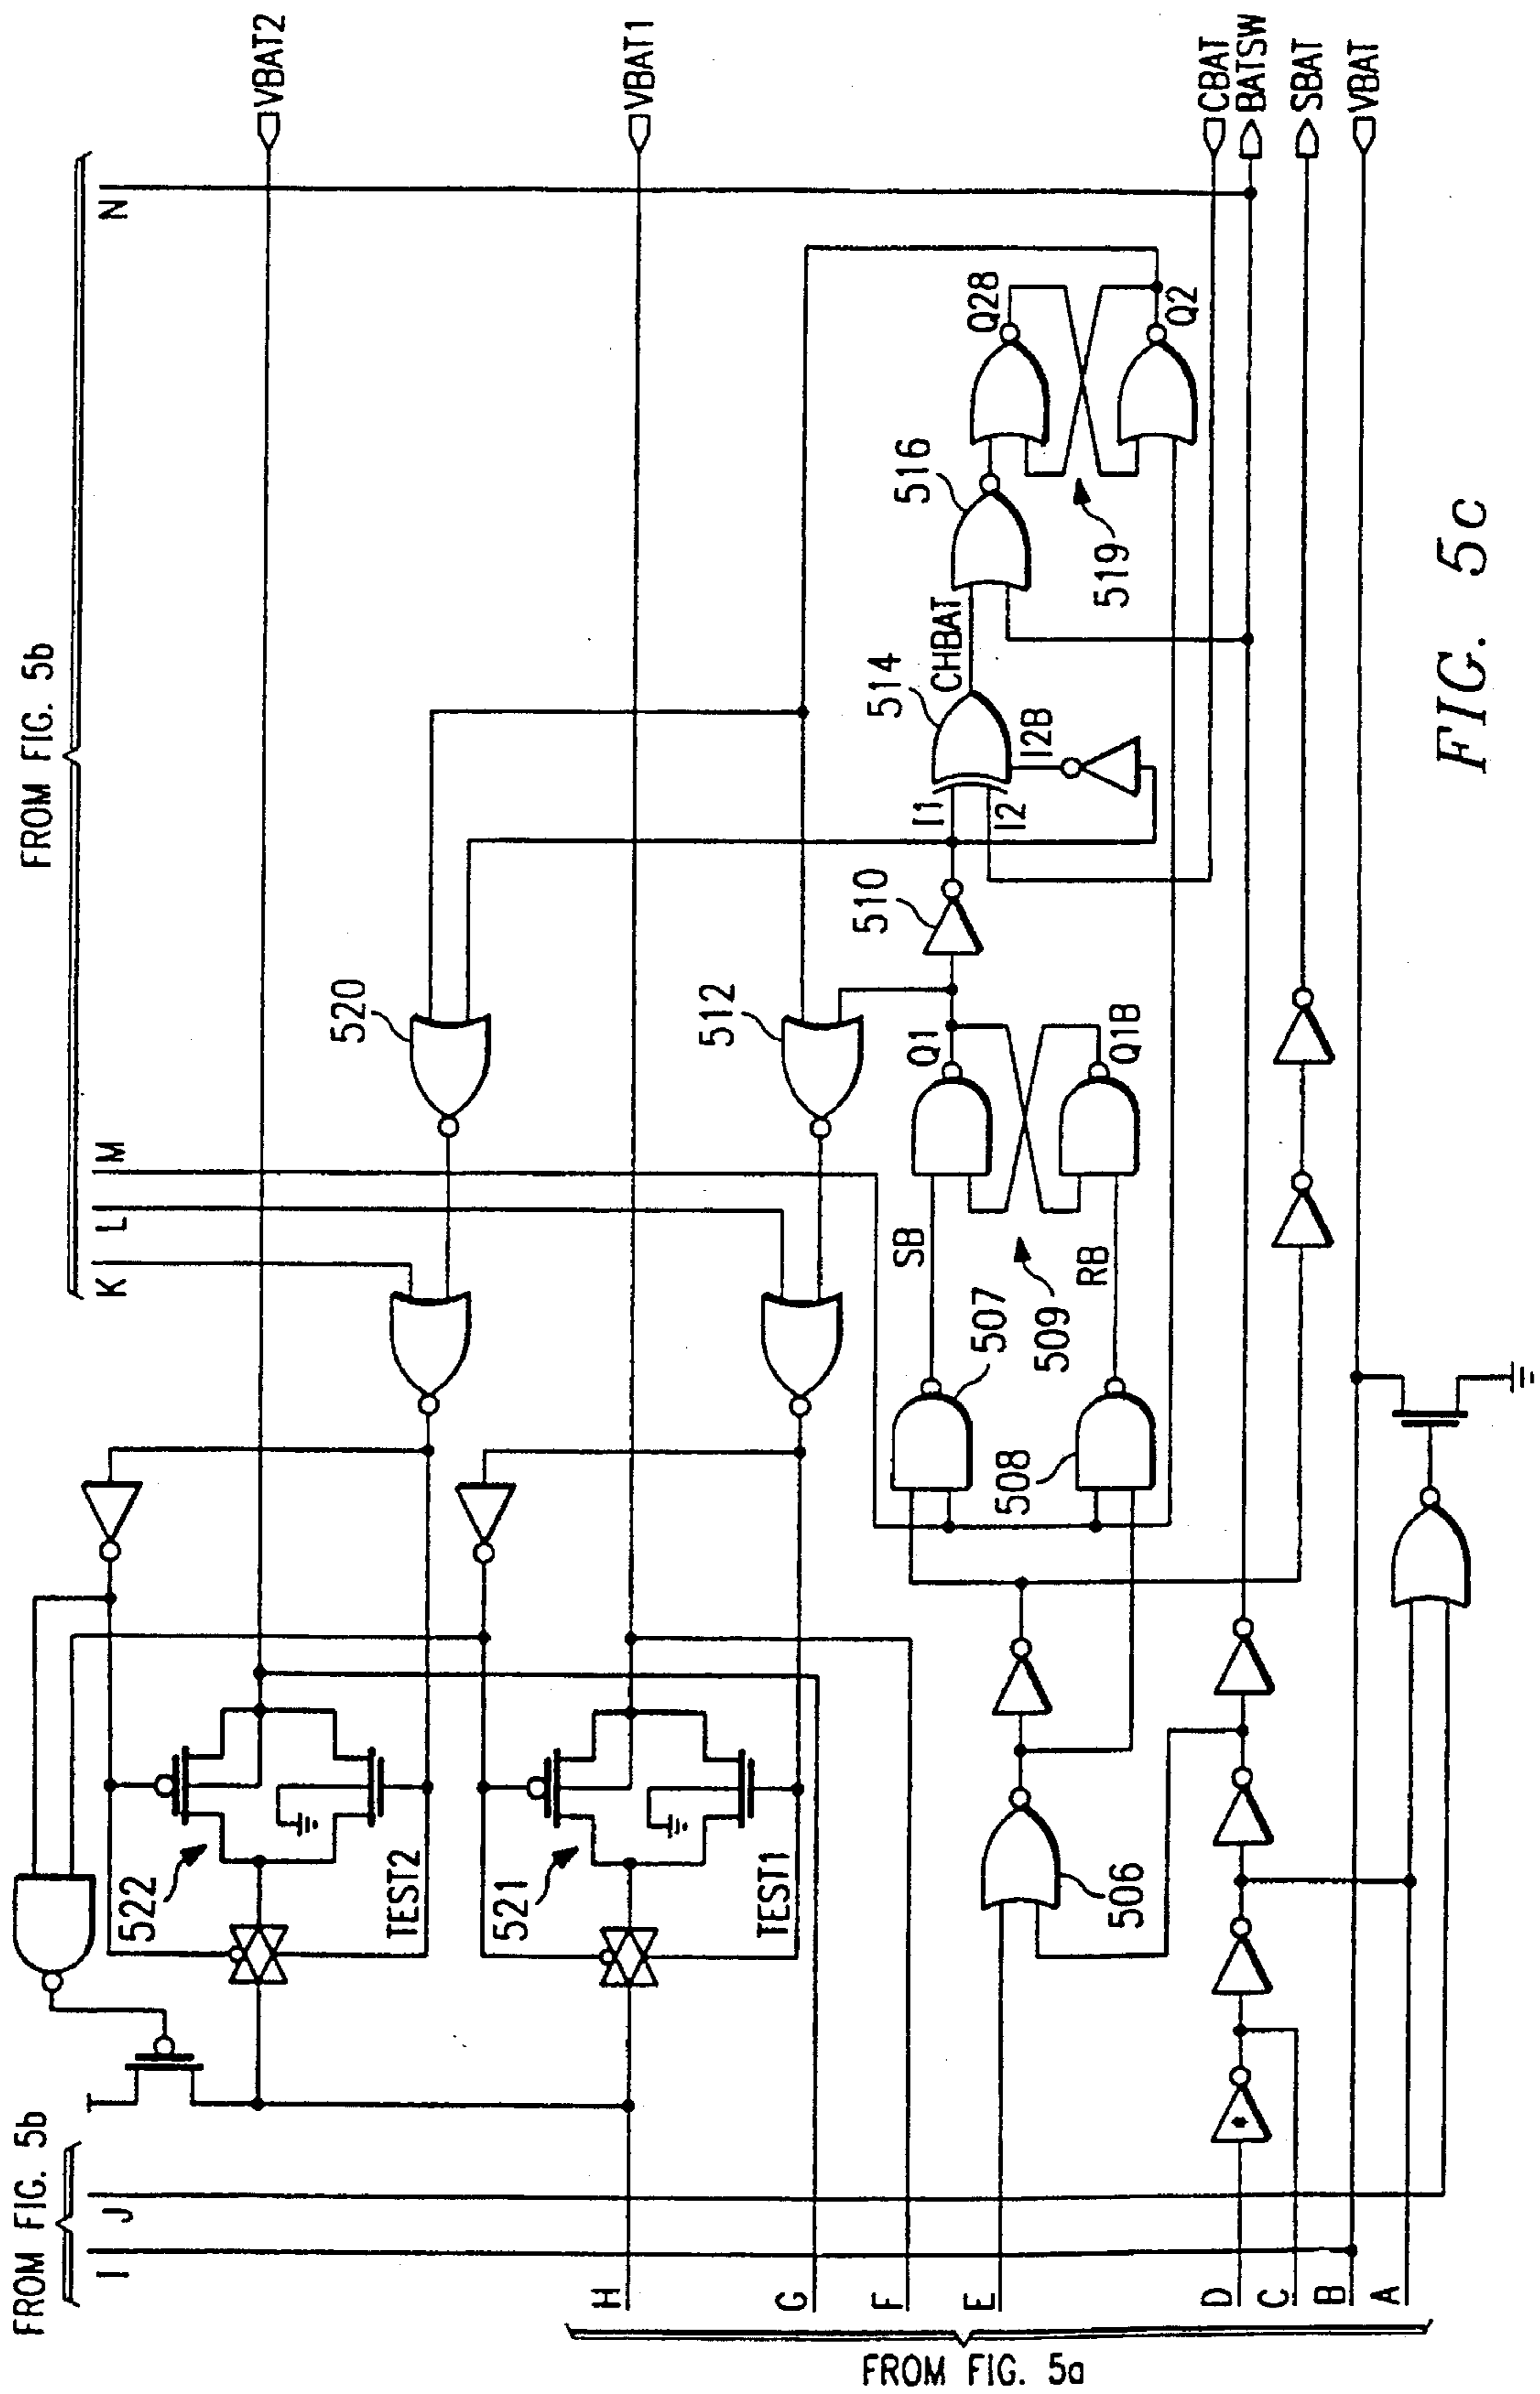 FROM FIG. 5b
I
J
FROM FIG. 5b
K
L
M
N
VBAT2
VBAT1
522
TEST2
520
521
TEST1
512
H
G
F
E
D
C
B
A
FROM FIG. 5a
506
507
508
SB
RB
509
Q1
Q1B
510
I1
I2
I2B
514
CHBAT
516
519
Q2B
Q2
CBAT
BATSW
SBAT
VBAT
FIG. 5c